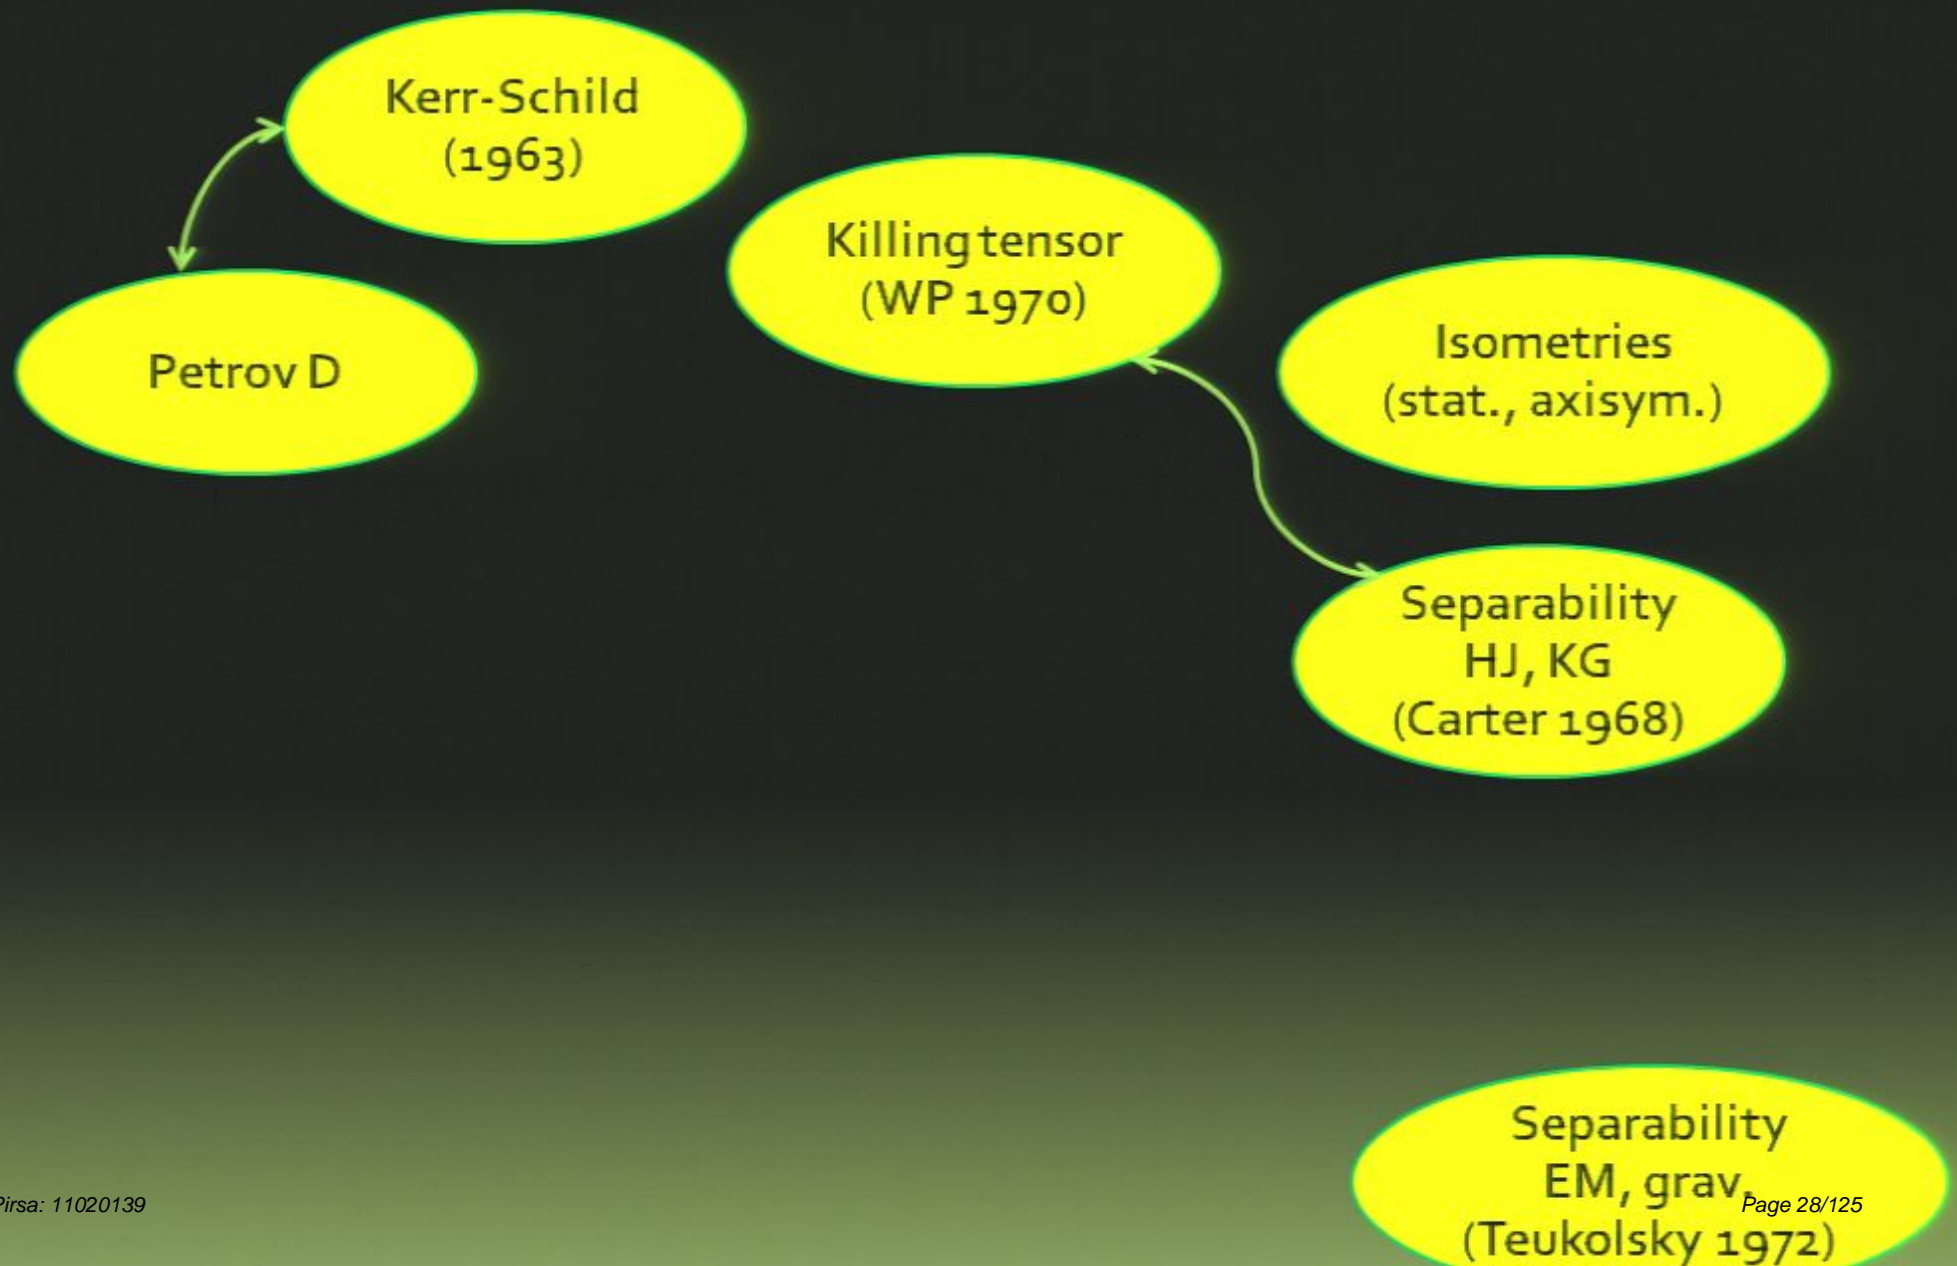 Kerr-Schild
(1963)
Killing tensor
(WP 1970)
Petrov D
Isometries
(stat., axisym.)
Separability
HJ, KG
(Carter 1968)
Separability
EM, grav.
(Teukolsky 1972)
Pirsa: 11020139
Page 28/125